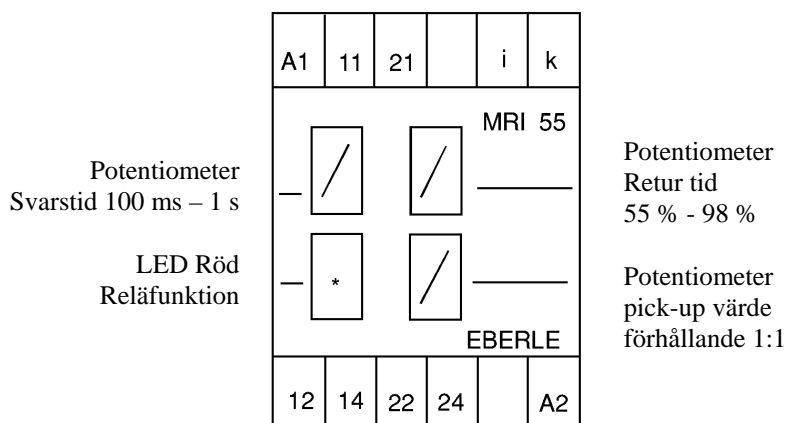 A1 11 21 i k
MRI 55
Potentiometer
Svarstid 100 ms – 1 s
Potentiometer
Retur tid
55 % - 98 %
LED Röd
Reläfunktion
*
Potentiometer
pick-up värde
förhållande 1:1
EBERLE
12 14 22 24 A2